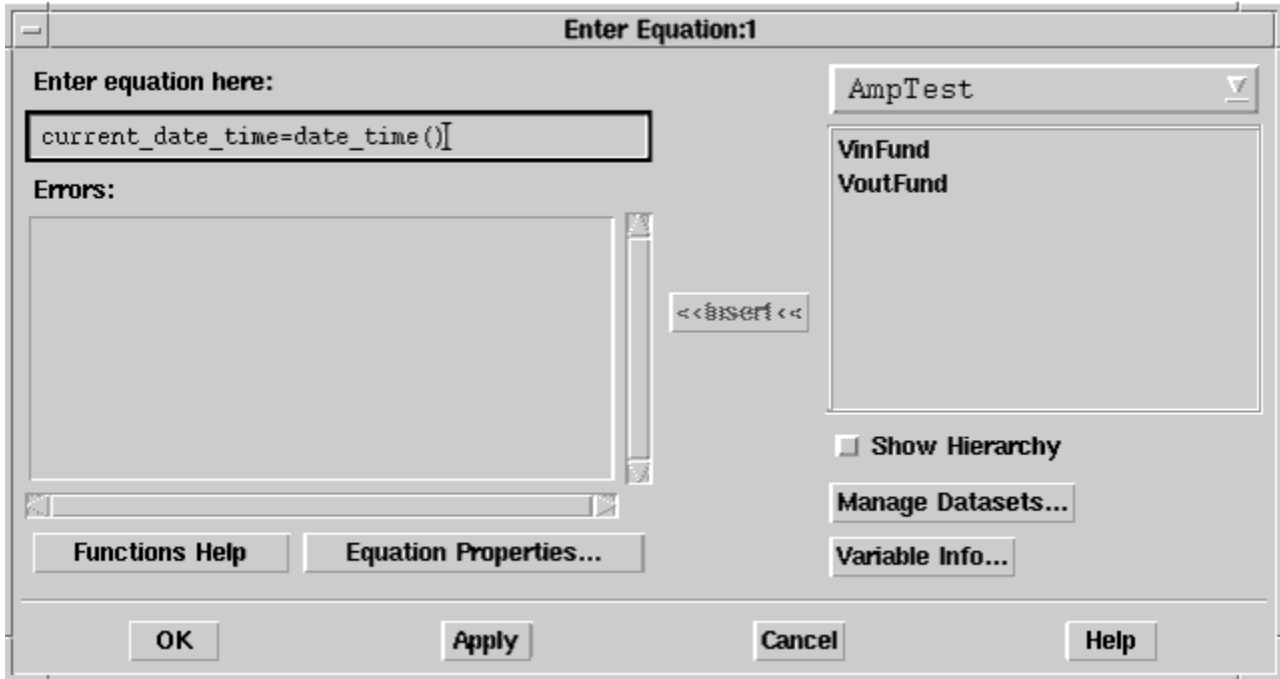 Enter Equation:1
Enter equation here:
current_date_time=date_time()
Errors:
AmpTest
VinFund
VoutFund
<<Insert<<
Show Hierarchy
Manage Datasets...
Variable Info...
Functions Help
Equation Properties...
OK
Apply
Cancel
Help